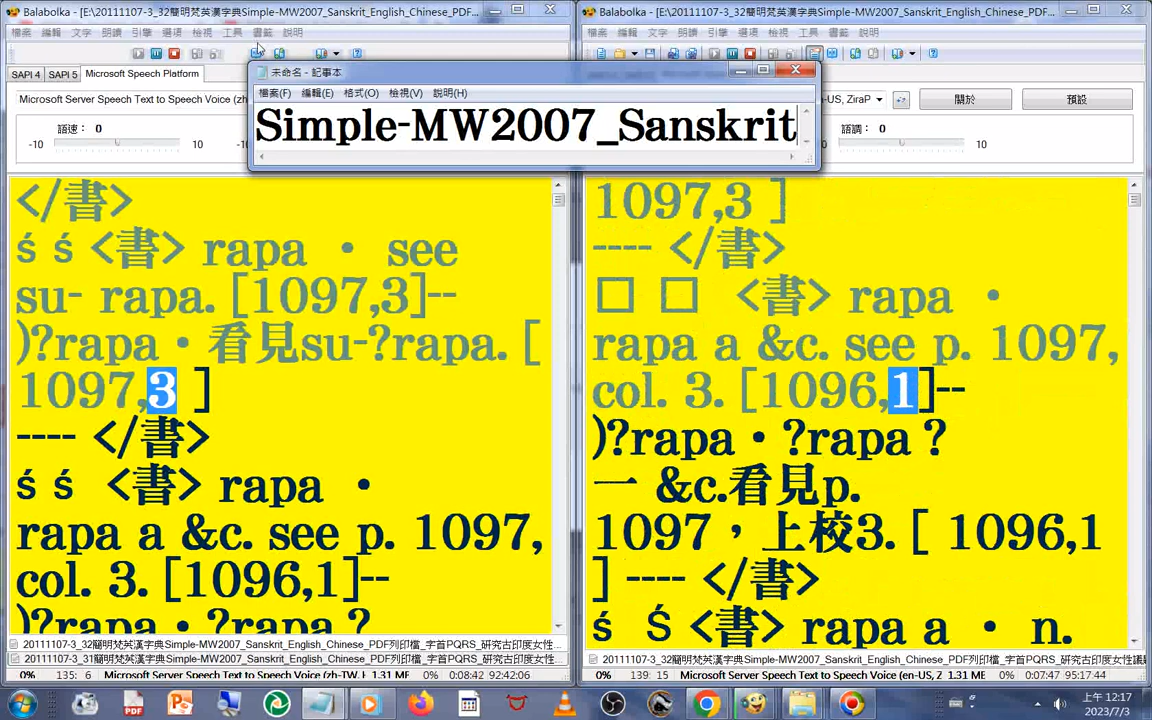 Balabolka - [E:\20111107-3_32簡明梵英漢字典Simple-MW2007_Sanskrit_English_Chinese_PDF...
檔案 編輯 文字 朗讀 引擎 選項 檢視 工具 書籤 說明
SAPI 4 SAPI 5 Microsoft Speech Platform
Microsoft Server Speech Text to Speech Voice (zh
語速： 0
-10 10 -10
</書>
ś ś <書> rapa • see
su- rapa. [1097,3]--
)?rapa • 看見su-?rapa. [
1097,3 ]
---- </書>
ś ś <書> rapa •
rapa a &c. see p. 1097,
col. 3. [1096,1]--
)?rapa • ?rapa ?
20111107-3_32簡明梵英漢字典Simple-MW2007_Sanskrit_English_Chinese_PDF列印檔_字首PQRS_研究古印度女性
20111107-3_31簡明梵英漢字典Simple-MW2007_Sanskrit_English_Chinese_PDF列印檔_字首PQRS_研究古印度女性
0% 135: 6 Microsoft Server Speech Text to Speech Voice (zh-TW, 1.31 MB 0% 0:08:42 92:42:06
未命名 - 記事本
檔案(F) 編輯(E) 格式(O) 檢視(V) 說明(H)
Simple-MW2007_Sanskrit
Balabolka - [E:\20111107-3_32簡明梵英漢字典Simple-MW2007_Sanskrit_English_Chinese_PDF...
檔案 編輯 文字 朗讀 引擎 選項 檢視 工具 書籤 說明
-US, ZiraP 關於 預設
語調： 0
10
1097,3 ]
---- </書>
□ □ <書> rapa •
rapa a &c. see p. 1097,
col. 3. [1096,1]--
)?rapa • ?rapa ?
一 &c.看見p.
1097，上校3. [ 1096,1
] ---- </書>
ś Ś <書> rapa a • n.
20111107-3_32簡明梵英漢字典Simple-MW2007_Sanskrit_English_Chinese_PDF列印檔_字首PQRS_研究古印度女性議
0% 139: 15 Microsoft Server Speech Text to Speech Voice (en-US, Z 1.31 MB 0% 0:07:47 95:17:44
上午 12:17
2023/7/3